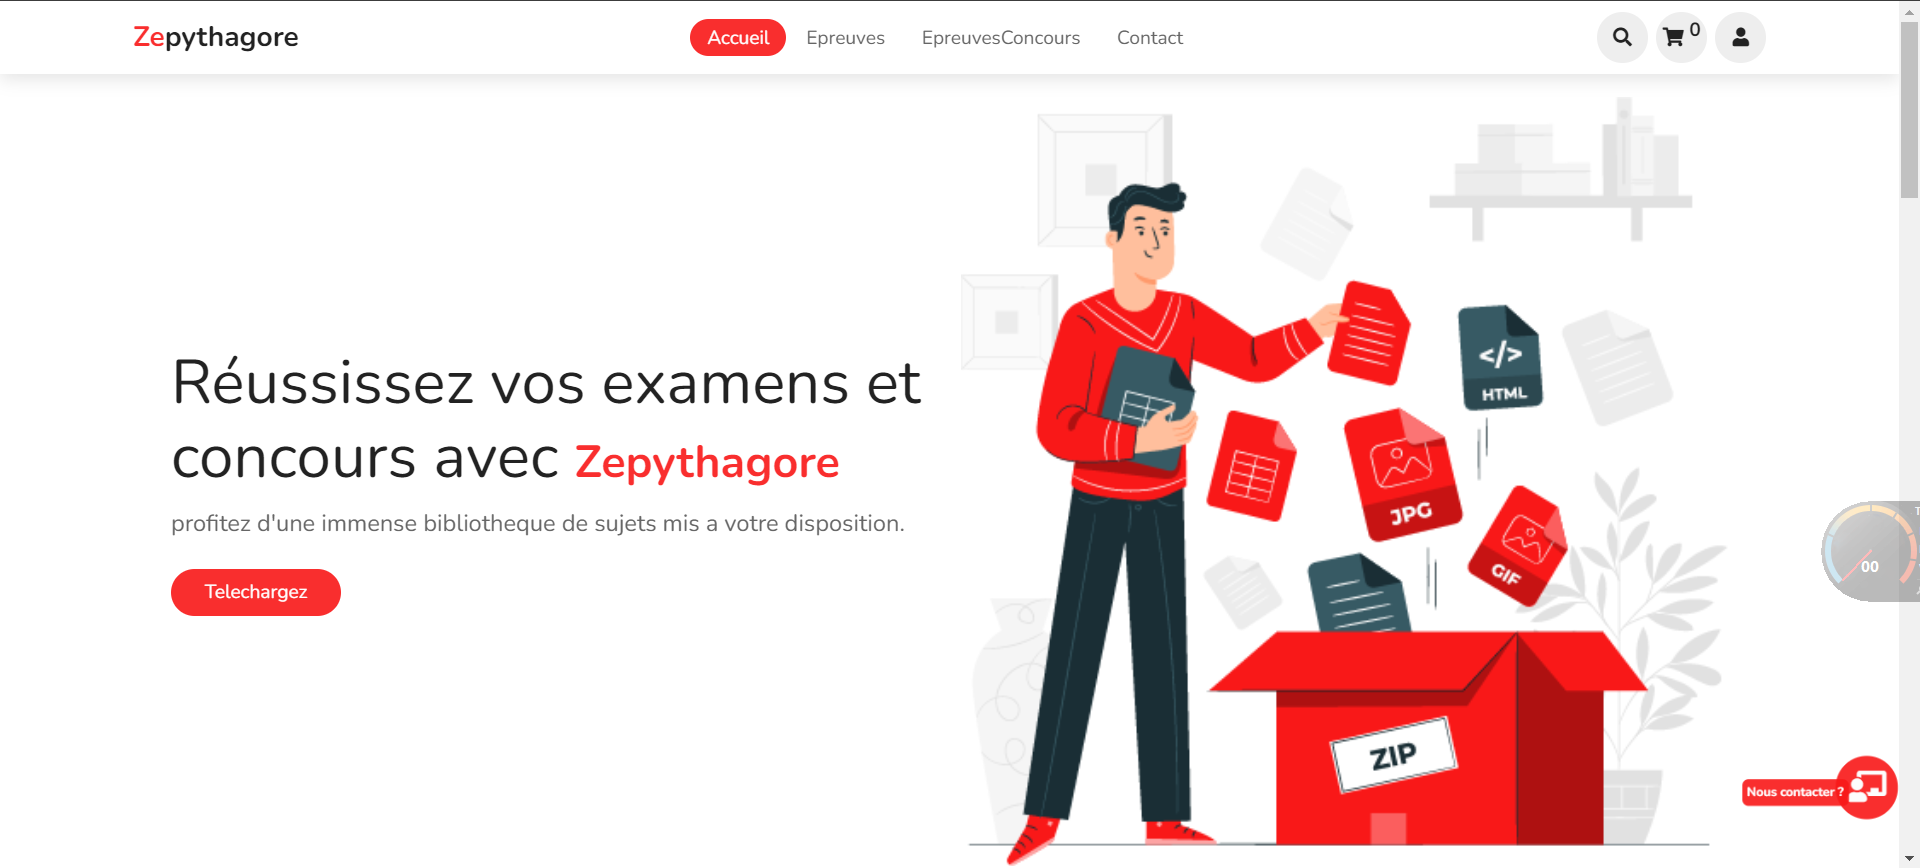 Zepythagore
Accueil
Epreuves
EpreuvesConcours
Contact
0
Réussissez vos examens et
concours avec Zepythagore
profitez d'une immense bibliotheque de sujets mis a votre disposition.
Telechargez
HTML
JPG
GIF
ZIP
00
Nous contacter ?